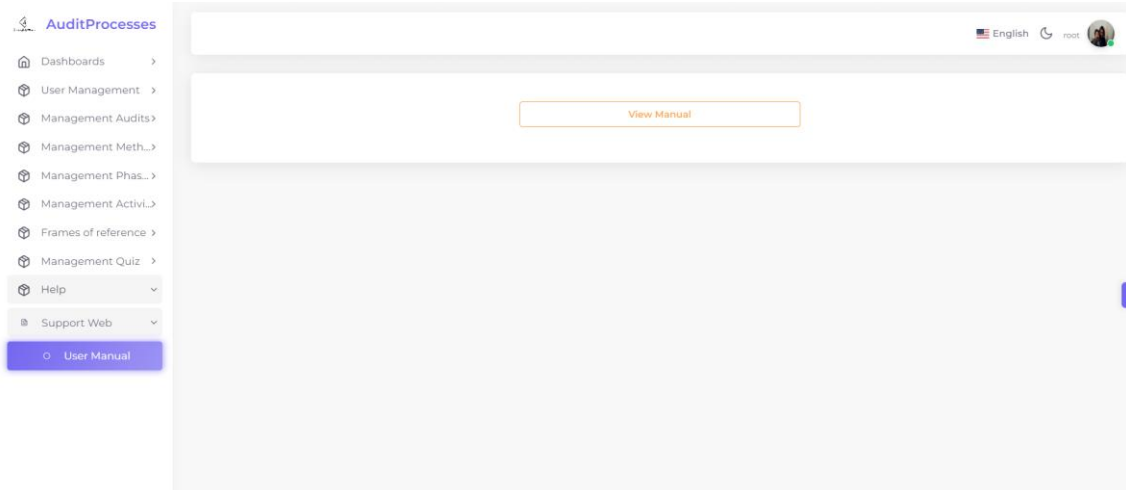 AuditProcesses
Dashboards
User Management
Management Audits
Management Meth...
Management Phas...
Management Activi...
Frames of reference
Management Quiz
Help
Support Web
User Manual
English
root
View Manual